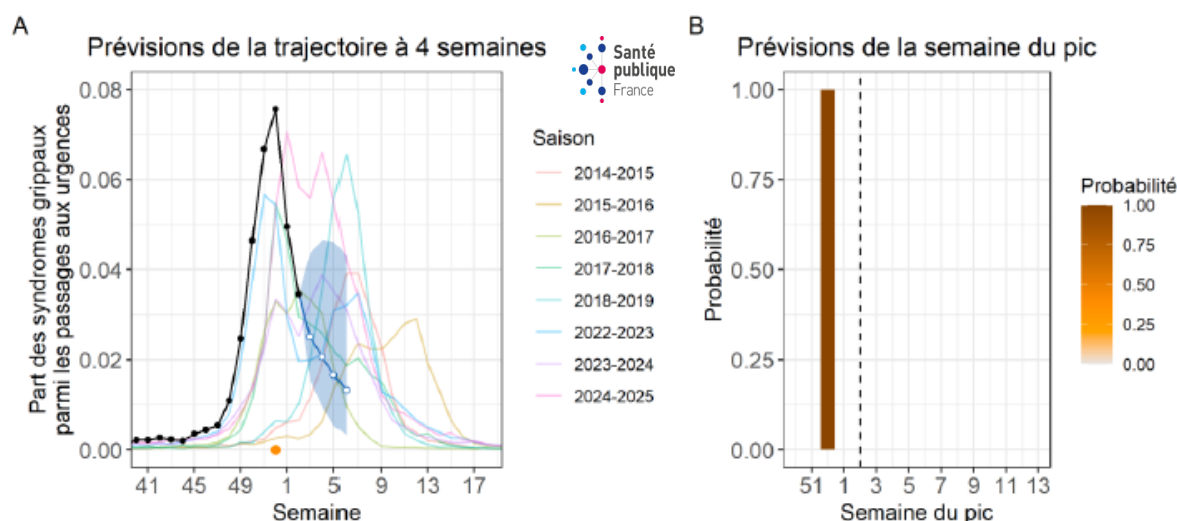 A
Prévisions de la trajectoire à 4 semaines
Part des syndromes grippaux
parmi les passages aux urgences
0.08
0.06
0.04
0.02
0.00
41 45 49 1 5 9 13 17
Semaine
Santé
publique
France
Saison
2014-2015
2015-2016
2016-2017
2017-2018
2018-2019
2022-2023
2023-2024
2024-2025
B
Prévisions de la semaine du pic
Probabilité
1.00
0.75
0.50
0.25
0.00
51 1 3 5 7 9 11 13
Semaine du pic
Probabilité
1.00
0.75
0.50
0.25
0.00